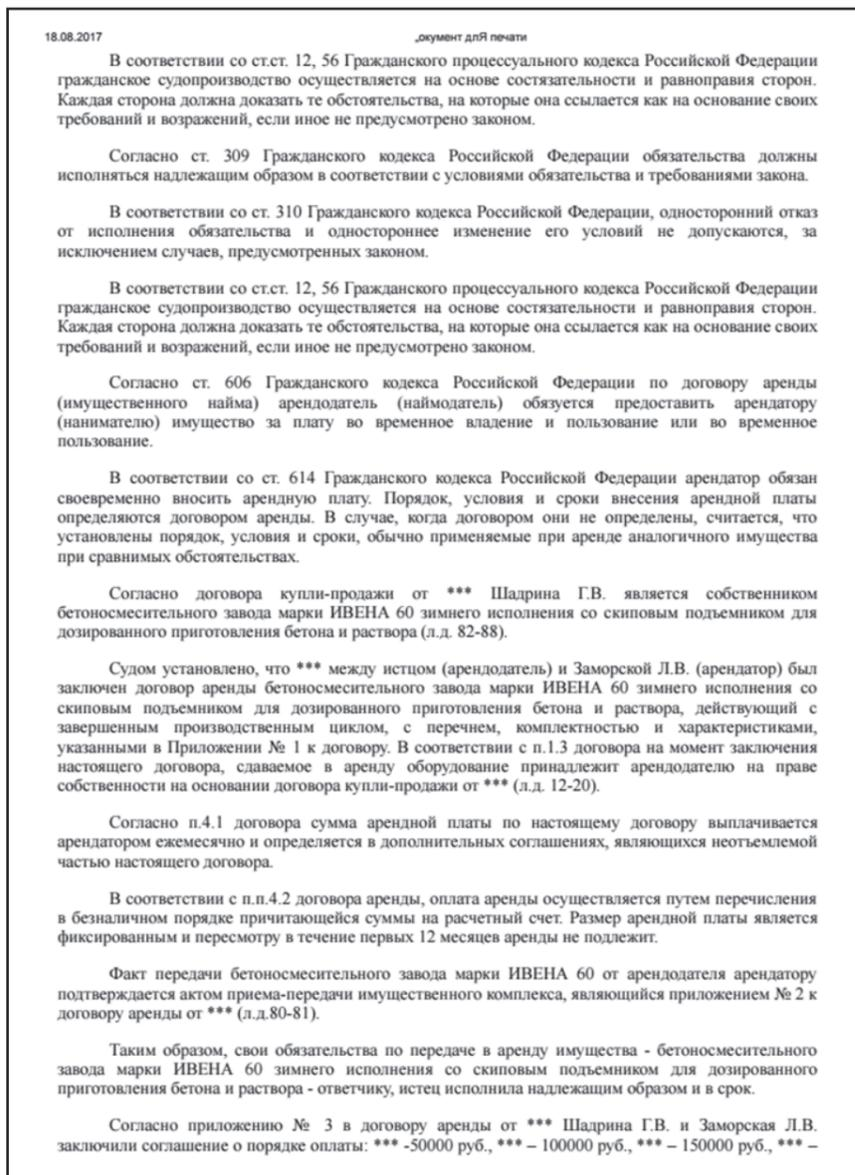 18.08.2017 „окумент длЯ печати
В соответствии со ст.ст. 12, 56 Гражданского процессуального кодекса Российской Федерации
гражданское судопроизводство осуществляется на основе состязательности и равноправия сторон.
Каждая сторона должна доказать те обстоятельства, на которые она ссылается как на основание своих
требований и возражений, если иное не предусмотрено законом.
Согласно ст. 309 Гражданского кодекса Российской Федерации обязательства должны
исполняться надлежащим образом в соответствии с условиями обязательства и требованиями закона.
В соответствии со ст. 310 Гражданского кодекса Российской Федерации, односторонний отказ
от исполнения обязательства и одностороннее изменение его условий не допускаются, за
исключением случаев, предусмотренных законом.
В соответствии со ст.ст. 12, 56 Гражданского процессуального кодекса Российской Федерации
гражданское судопроизводство осуществляется на основе состязательности и равноправия сторон.
Каждая сторона должна доказать те обстоятельства, на которые она ссылается как на основание своих
требований и возражений, если иное не предусмотрено законом.
Согласно ст. 606 Гражданского кодекса Российской Федерации по договору аренды
(имущественного найма) арендодатель (наймодатель) обязуется предоставить арендатору
(нанимателю) имущество за плату во временное владение и пользование или во временное
пользование.
В соответствии со ст. 614 Гражданского кодекса Российской Федерации арендатор обязан
своевременно вносить арендную плату. Порядок, условия и сроки внесения арендной платы
определяются договором аренды. В случае, когда договором они не определены, считается, что
установлены порядок, условия и сроки, обычно применяемые при аренде аналогичного имущества
при сравнимых обстоятельствах.
Согласно договора купли-продажи от *** Шадрина Г.В. является собственником
бетоносмесительного завода марки ИВЕНА 60 зимнего исполнения со скиповым подъемником для
дозированного приготовления бетона и раствора (л.д. 82-88).
Судом установлено, что *** между истцом (арендодатель) и Заморской Л.В. (арендатор) был
заключен договор аренды бетоносмесительного завода марки ИВЕНА 60 зимнего исполнения со
скиповым подъемником для дозированного приготовления бетона и раствора, действующий с
завершенным производственным циклом, с перечнем, комплектностью и характеристиками,
указанными в Приложении № 1 к договору. В соответствии с п.1.3 договора на момент заключения
настоящего договора, сдаваемое в аренду оборудование принадлежит арендодателю на праве
собственности на основании договора купли-продажи от *** (л.д. 12-20).
Согласно п.4.1 договора сумма арендной платы по настоящему договору выплачивается
арендатором ежемесячно и определяется в дополнительных соглашениях, являющихся неотъемлемой
частью настоящего договора.
В соответствии с п.п.4.2 договора аренды, оплата аренды осуществляется путем перечисления
в безналичном порядке причитающейся суммы на расчетный счет. Размер арендной платы является
фиксированным и пересмотру в течение первых 12 месяцев аренды не подлежит.
Факт передачи бетоносмесительного завода марки ИВЕНА 60 от арендодателя арендатору
подтверждается актом приема-передачи имущественного комплекса, являющийся приложением № 2 к
договору аренды от *** (л.д.80-81).
Таким образом, свои обязательства по передаче в аренду имущества - бетоносмесительного
завода марки ИВЕНА 60 зимнего исполнения со скиповым подъемником для дозированного
приготовления бетона и раствора - ответчику, истец исполнила надлежащим образом и в срок.
Согласно приложению № 3 в договору аренды от *** Шадрина Г.В. и Заморская Л.В.
заключили соглашение о порядке оплаты: *** -50000 руб., *** – 100000 руб., *** – 150000 руб., *** –